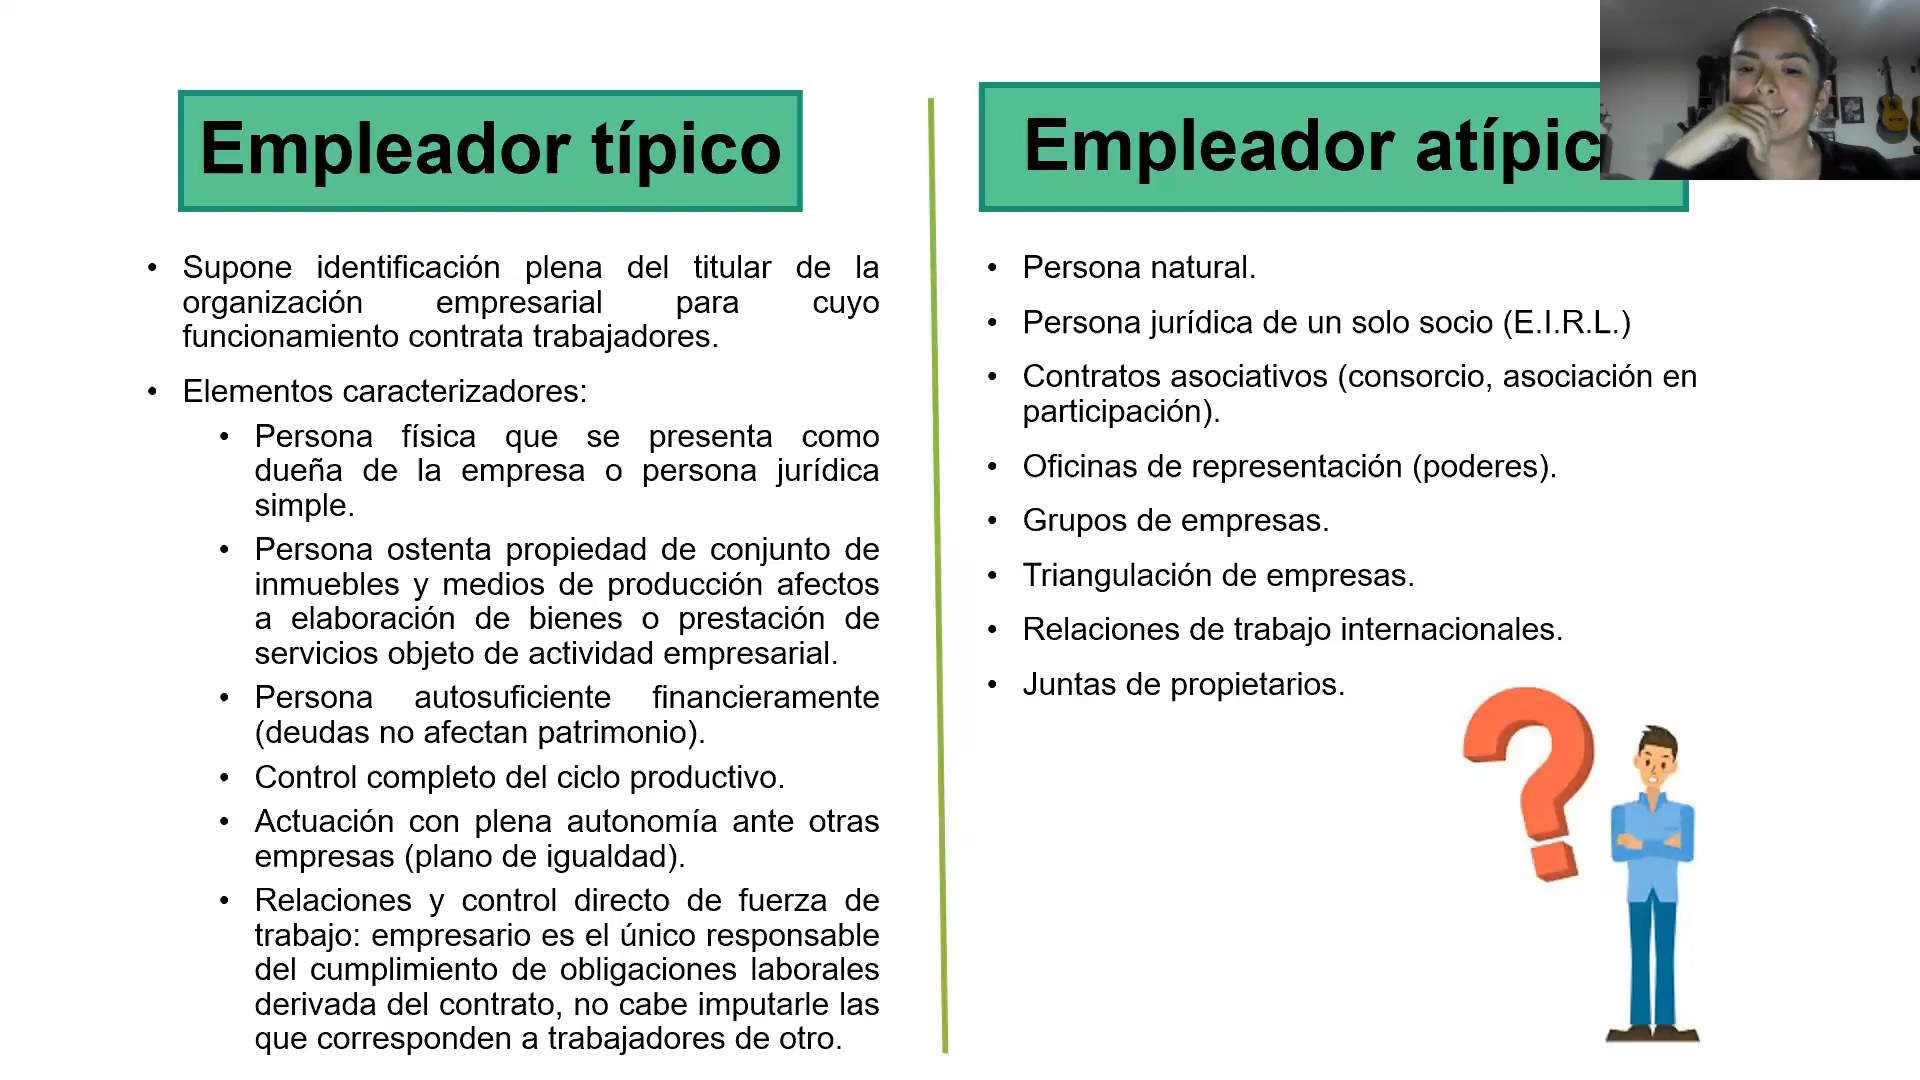 Empleador típico
• Supone identificación plena del titular de la
organización empresarial para cuyo
funcionamiento contrata trabajadores.
• Elementos caracterizadores:
• Persona física que se presenta como
dueña de la empresa o persona jurídica
simple.
• Persona ostenta propiedad de conjunto de
inmuebles y medios de producción afectos
a elaboración de bienes o prestación de
servicios objeto de actividad empresarial.
• Persona autosuficiente financieramente
(deudas no afectan patrimonio).
• Control completo del ciclo productivo.
• Actuación con plena autonomía ante otras
empresas (plano de igualdad).
• Relaciones y control directo de fuerza de
trabajo: empresario es el único responsable
del cumplimiento de obligaciones laborales
derivada del contrato, no cabe imputarle las
que corresponden a trabajadores de otro.
Empleador atípic
• Persona natural.
• Persona jurídica de un solo socio (E.I.R.L.)
• Contratos asociativos (consorcio, asociación en
participación).
• Oficinas de representación (poderes).
• Grupos de empresas.
• Triangulación de empresas.
• Relaciones de trabajo internacionales.
• Juntas de propietarios.
?